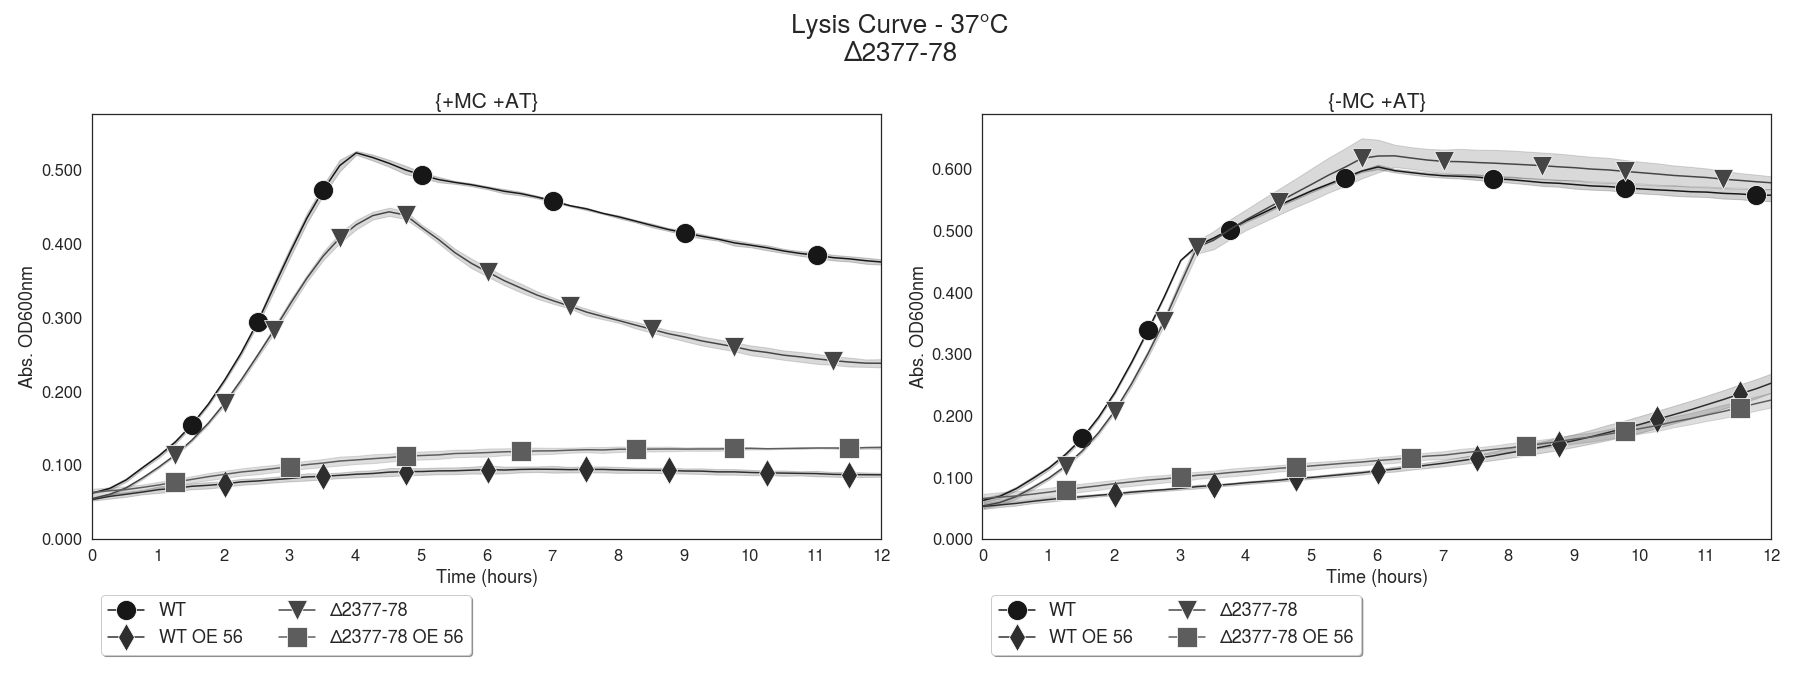 Lysis Curve - 37°C
Δ2377-78
{+MC +AT}
Abs. OD600nm
0.500
0.400
0.300
0.200
0.100
0.000
0 1 2 3 4 5 6 7 8 9 10 11 12
Time (hours)
WT Δ2377-78
WT OE 56 Δ2377-78 OE 56
{-MC +AT}
Abs. OD600nm
0.600
0.500
0.400
0.300
0.200
0.100
0.000
0 1 2 3 4 5 6 7 8 9 10 11 12
Time (hours)
WT Δ2377-78
WT OE 56 Δ2377-78 OE 56